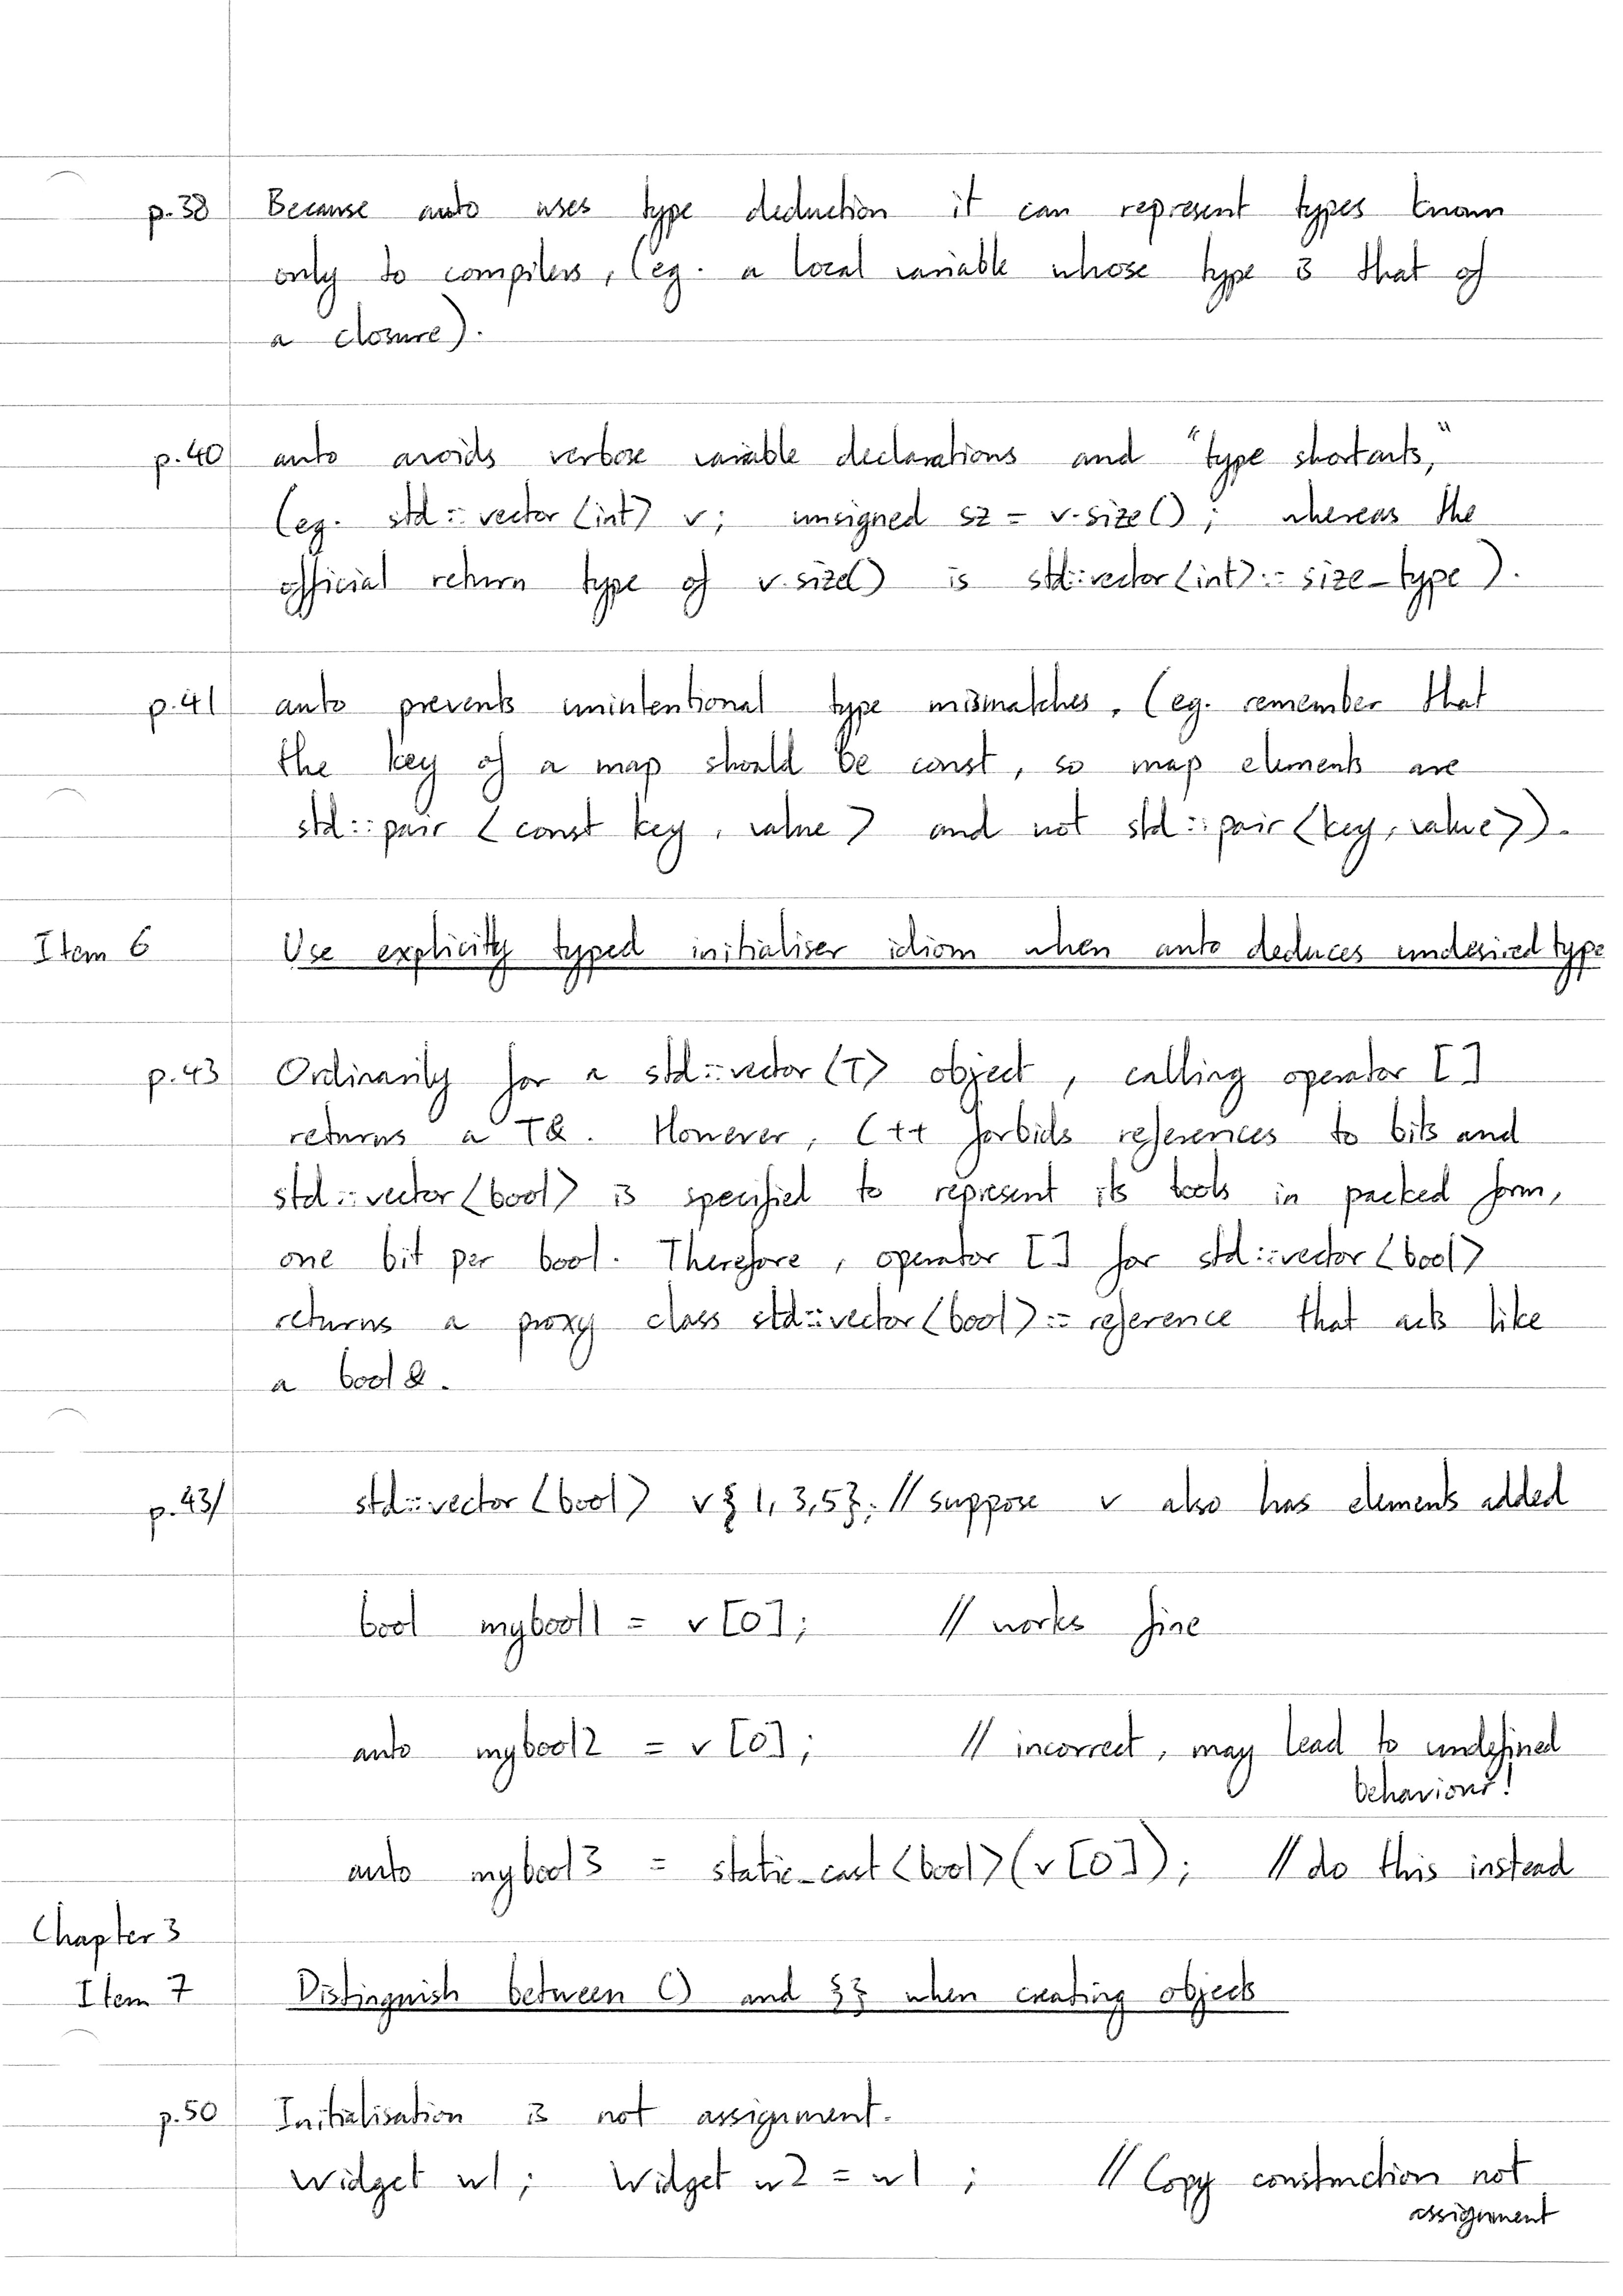 p.38 Because auto uses type deduction it can represent types known
only to compilers, (eg. a local variable whose type is that of
a closure).
p.40 auto avoids verbose variable declarations and "type shortcuts,"
(eg. std::vector<int> v; unsigned sz = v.size(); whereas the
official return type of v.size() is std::vector<int>::size_type).
p.41 auto prevents unintentional type mismatches, (eg. remember that
the key of a map should be const, so map elements are
std::pair <const key, value> and not std::pair<key, value>).
Item 6 Use explicity typed initialiser idiom when auto deduces undesired type
p.43 Ordinarily for a std::vector<T> object, calling operator []
returns a T&. However, C++ forbids references to bits and
std::vector<bool> is specified to represent its bools in packed form,
one bit per bool. Therefore, operator [] for std::vector<bool>
returns a proxy class std::vector<bool>::reference that acts like
a bool &.
p.43/ std::vector<bool> v{1,3,5}; // suppose v also has elements added
bool mybool1 = v[0]; // works fine
auto mybool2 = v[0]; // incorrect, may lead to undefined
behaviour!
auto mybool3 = static_cast<bool>(v[0]); // do this instead
Chapter 3
Item 7 Distinguish between () and {} when creating objects
p.50 Initialisation is not assignment.
Widget w1; Widget w2 = w1; // Copy construction not
assignment